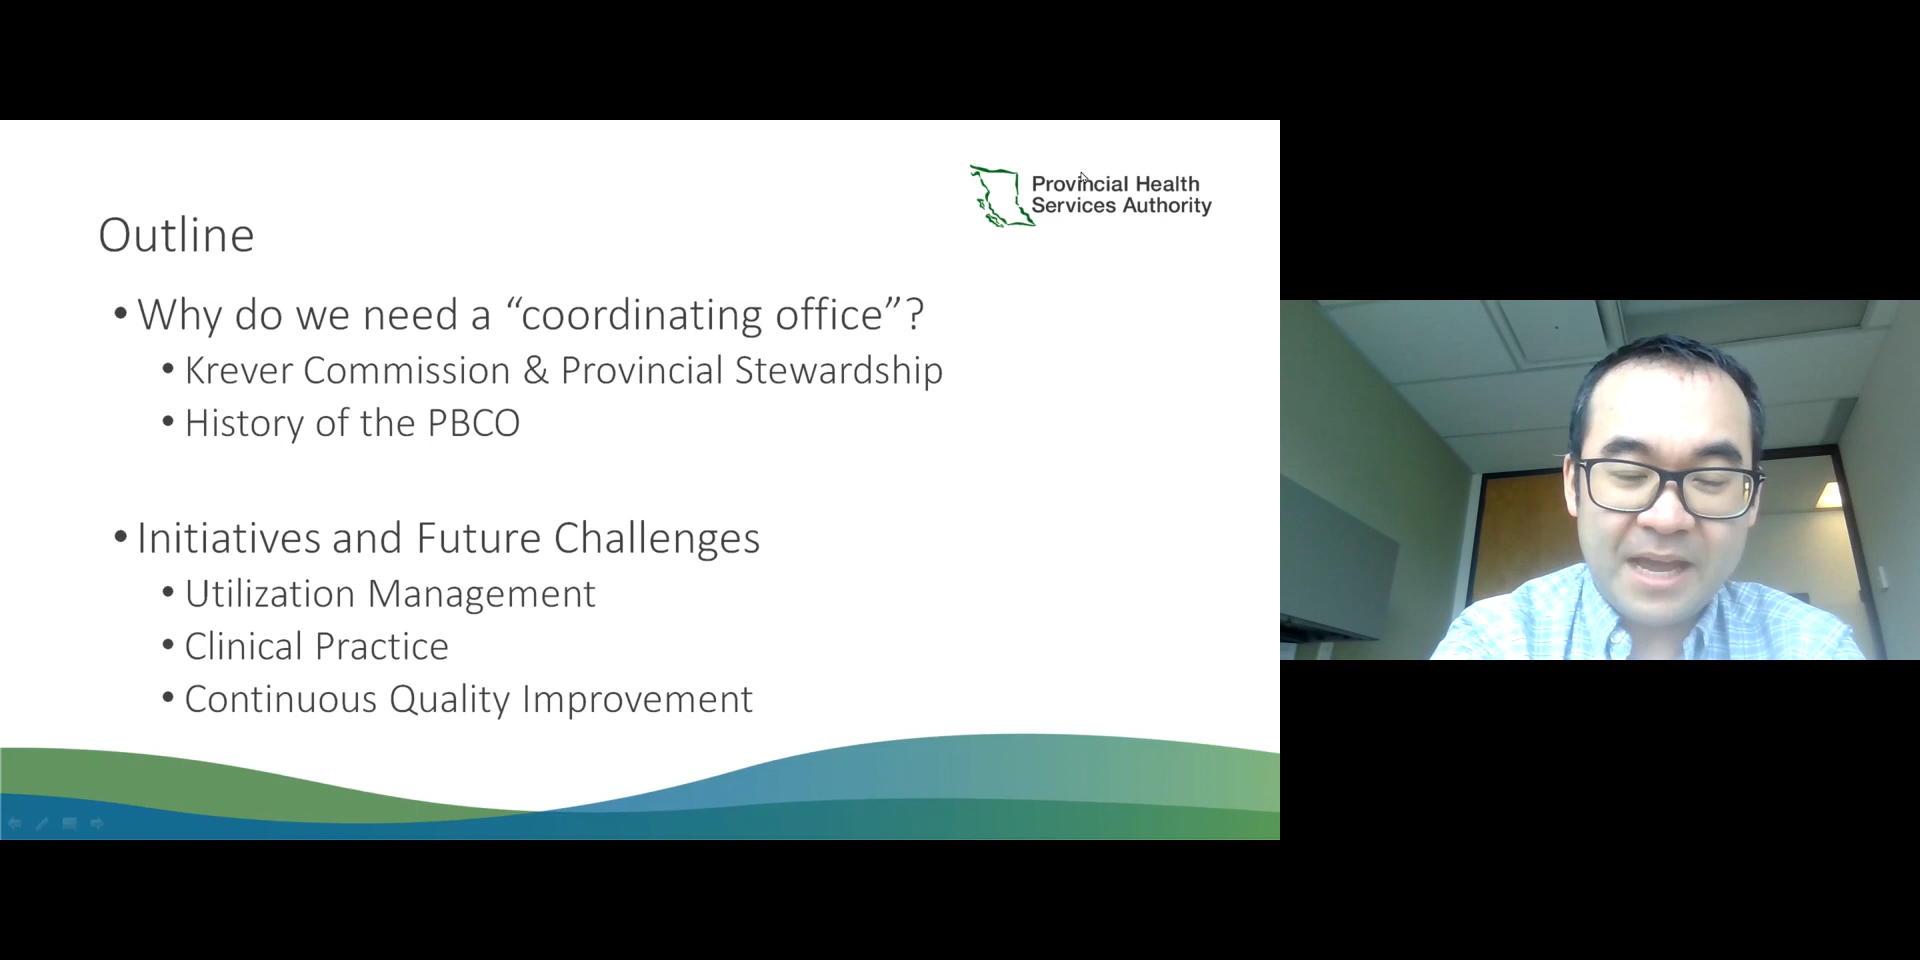 Provincial Health
Services Authority
Outline
• Why do we need a “coordinating office”?
• Krever Commission & Provincial Stewardship
• History of the PBCO
• Initiatives and Future Challenges
• Utilization Management
• Clinical Practice
• Continuous Quality Improvement